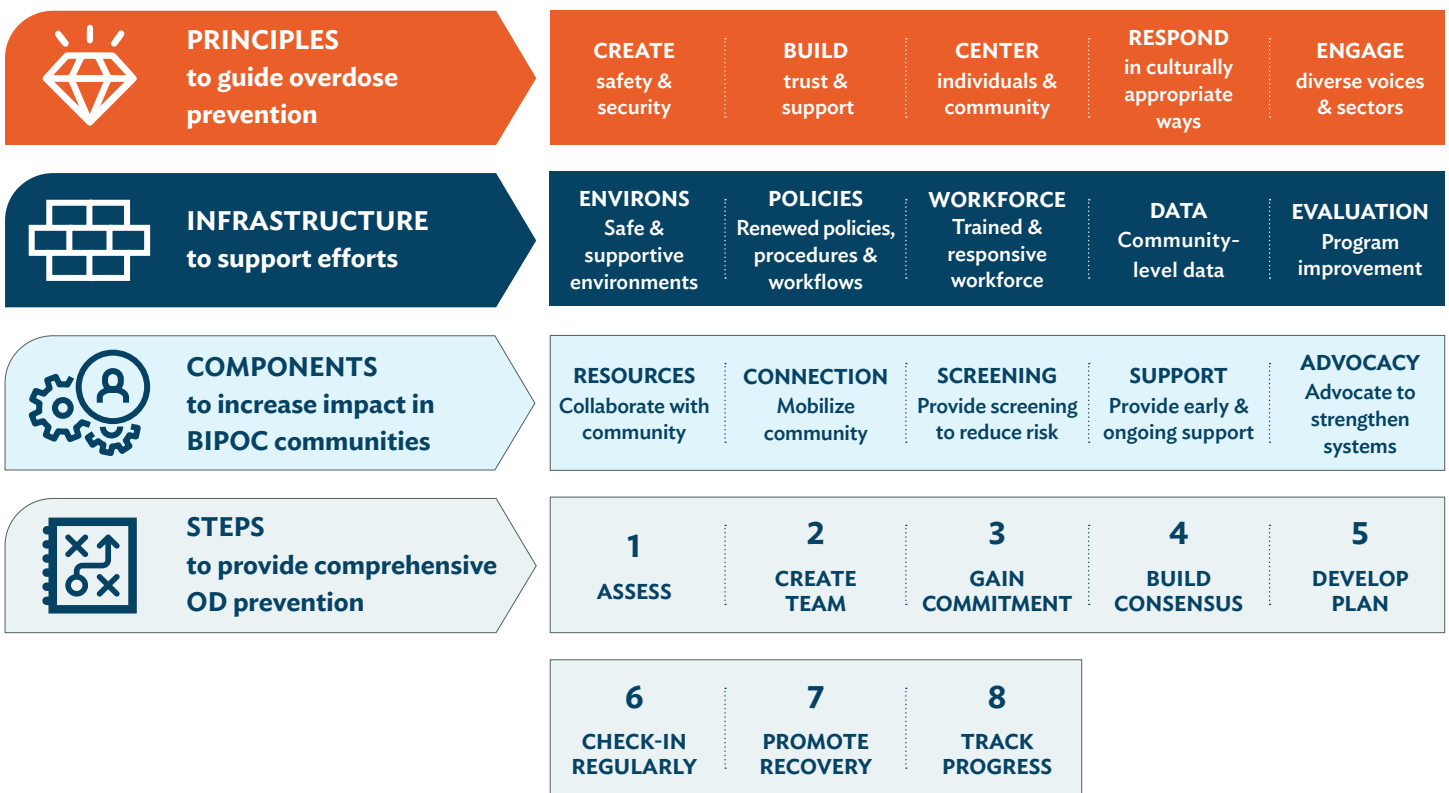 PRINCIPLES
to guide overdose
prevention
CREATE
safety &
security
BUILD
trust &
support
CENTER
individuals &
community
RESPOND
in culturally
appropriate
ways
ENGAGE
diverse voices
& sectors
INFRASTRUCTURE
to support efforts
ENVIRONS
Safe &
supportive
environments
POLICIES
Renewed policies,
procedures &
workflows
WORKFORCE
Trained &
responsive
workforce
DATA
Community-
level data
EVALUATION
Program
improvement
COMPONENTS
to increase impact in
BIPOC communities
RESOURCES
Collaborate with
community
CONNECTION
Mobilize
community
SCREENING
Provide screening
to reduce risk
SUPPORT
Provide early &
ongoing support
ADVOCACY
Advocate to
strengthen
systems
STEPS
to provide comprehensive
OD prevention
1
ASSESS
2
CREATE
TEAM
3
GAIN
COMMITMENT
4
BUILD
CONSENSUS
5
DEVELOP
PLAN
6
CHECK-IN
REGULARLY
7
PROMOTE
RECOVERY
8
TRACK
PROGRESS